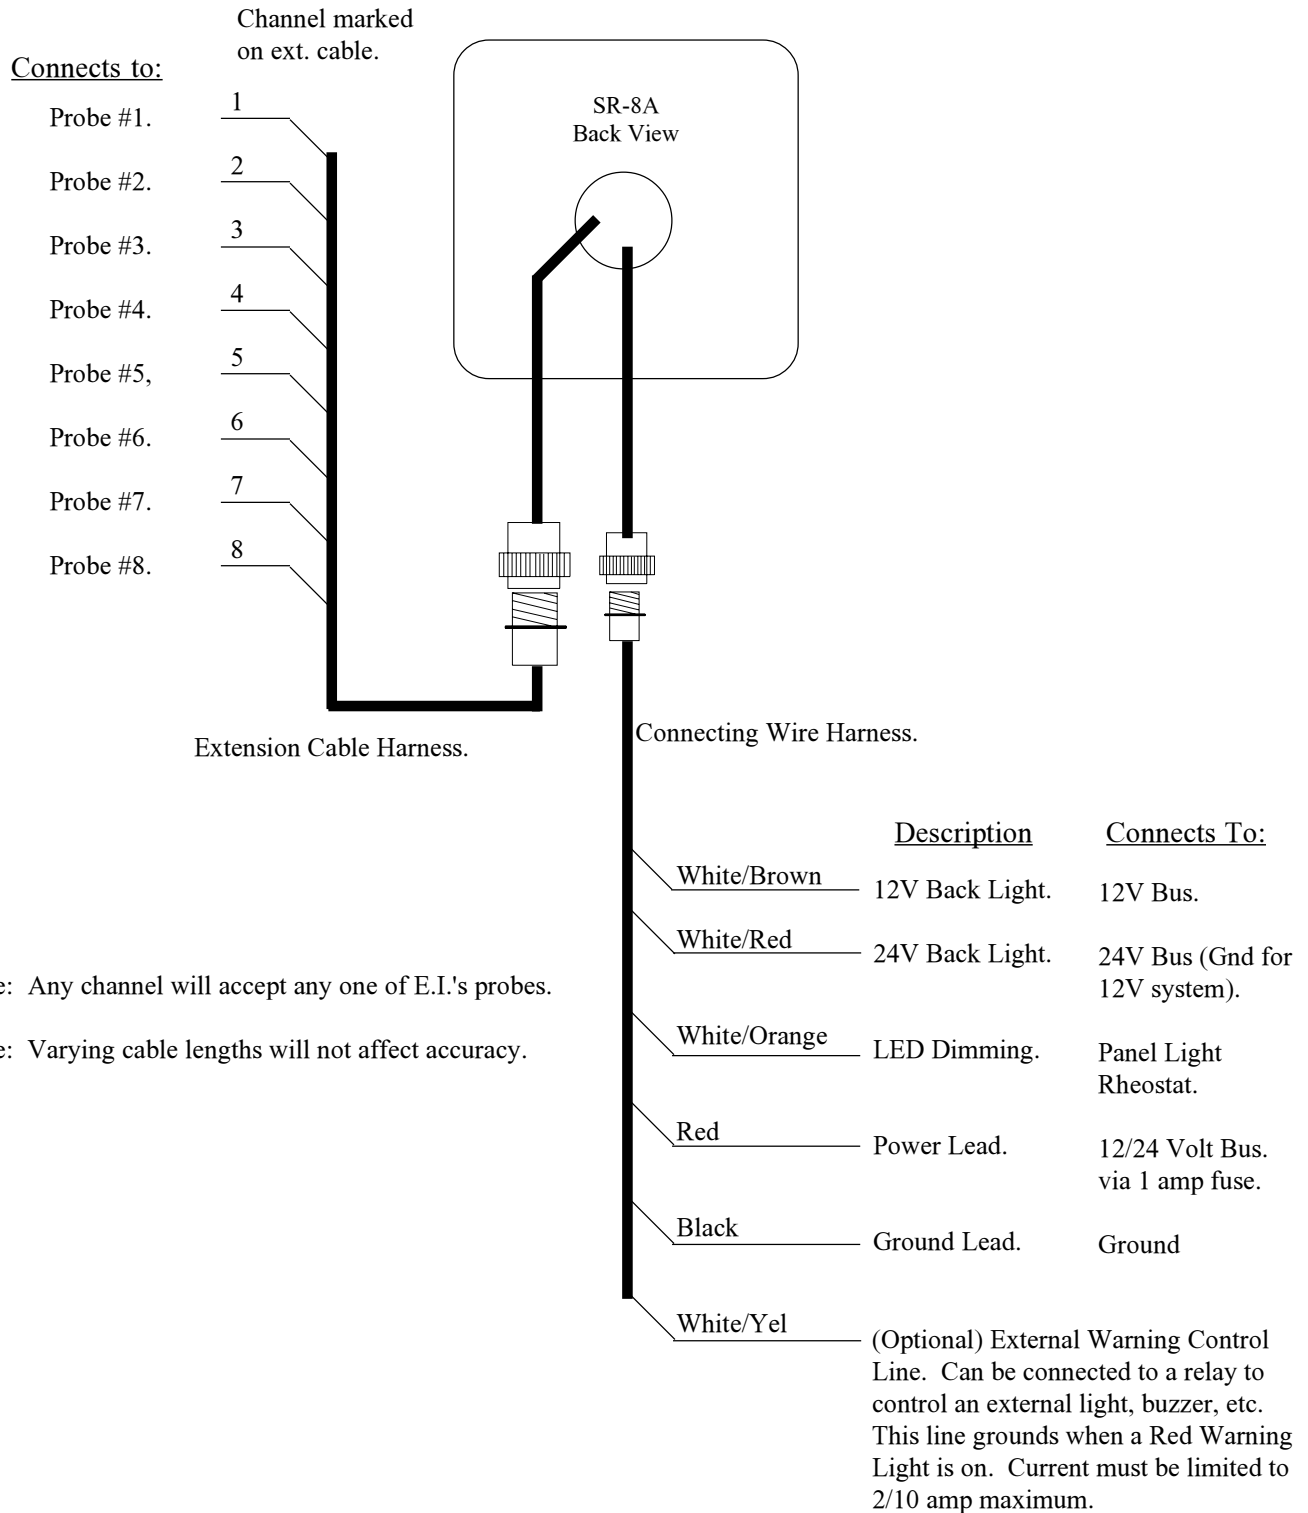 Channel marked
on ext. cable.
Connects to:
Probe #1. 1
Probe #2. 2
Probe #3. 3
Probe #4. 4
Probe #5, 5
Probe #6. 6
Probe #7. 7
Probe #8. 8
SR-8A
Back View
Extension Cable Harness.
Connecting Wire Harness.
Description Connects To:
White/Brown 12V Back Light. 12V Bus.
White/Red 24V Back Light. 24V Bus (Gnd for
12V system).
e: Any channel will accept any one of E.I.'s probes.
e: Varying cable lengths will not affect accuracy.
White/Orange LED Dimming. Panel Light
Rheostat.
Red Power Lead. 12/24 Volt Bus.
via 1 amp fuse.
Black Ground Lead. Ground
White/Yel (Optional) External Warning Control
Line. Can be connected to a relay to
control an external light, buzzer, etc.
This line grounds when a Red Warning
Light is on. Current must be limited to
2/10 amp maximum.